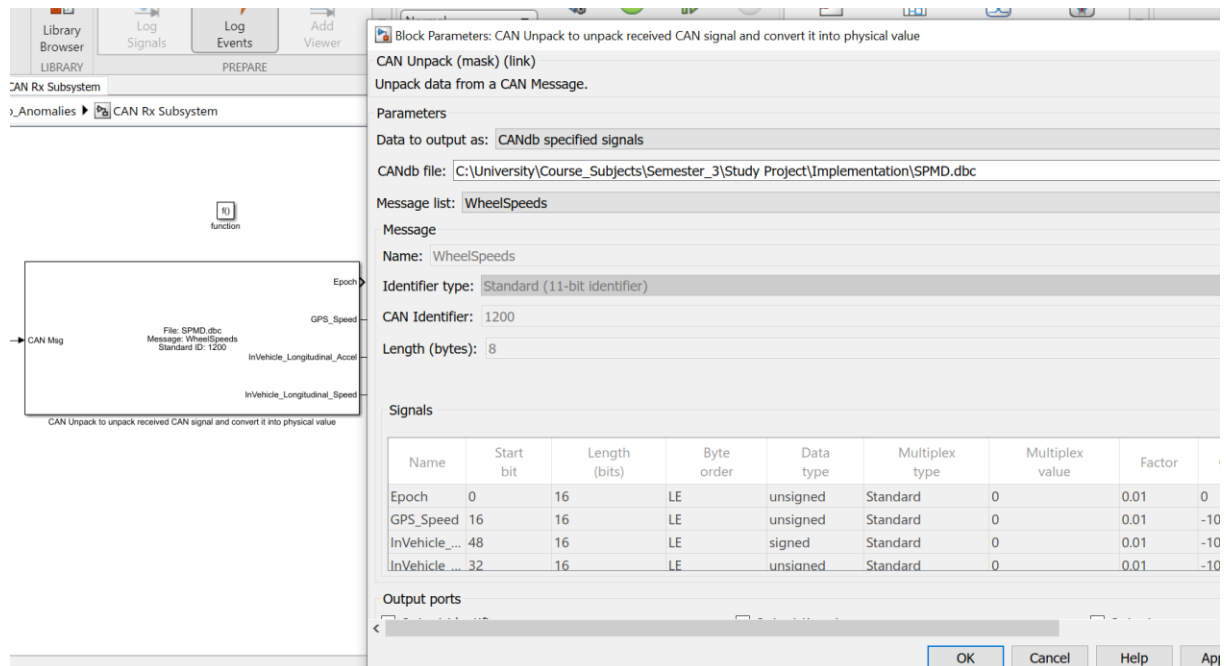 Library
Browser
LIBRARY
Log
Signals
Log
Events
Add
Viewer
PREPARE
CAN Rx Subsystem
_Anomalies CAN Rx Subsystem
f()
function
CAN Msg
File: SPMD.dbc
Message: WheelSpeeds
Standard ID: 1200
Epoch
GPS_Speed
InVehicle_Longitudinal_Accel
InVehicle_Longitudinal_Speed
CAN Unpack to unpack received CAN signal and convert it into physical value
Block Parameters: CAN Unpack to unpack received CAN signal and convert it into physical value
CAN Unpack (mask) (link)
Unpack data from a CAN Message.
Parameters
Data to output as: CANdb specified signals
CANdb file: C:\University\Course_Subjects\Semester_3\Study Project\Implementation\SPMD.dbc
Message list: WheelSpeeds
Message
Name: WheelSpeeds
Identifier type: Standard (11-bit identifier)
CAN Identifier: 1200
Length (bytes): 8
Signals
Name Start bit Length (bits) Byte order Data type Multiplex type Multiplex value Factor
Epoch 0 16 LE unsigned Standard 0 0.01 0
GPS_Speed 16 16 LE unsigned Standard 0 0.01 -10
InVehicle_... 48 16 LE signed Standard 0 0.01 -10
InVehicle_... 32 16 LE unsigned Standard 0 0.01 -10
Output ports
OK Cancel Help App